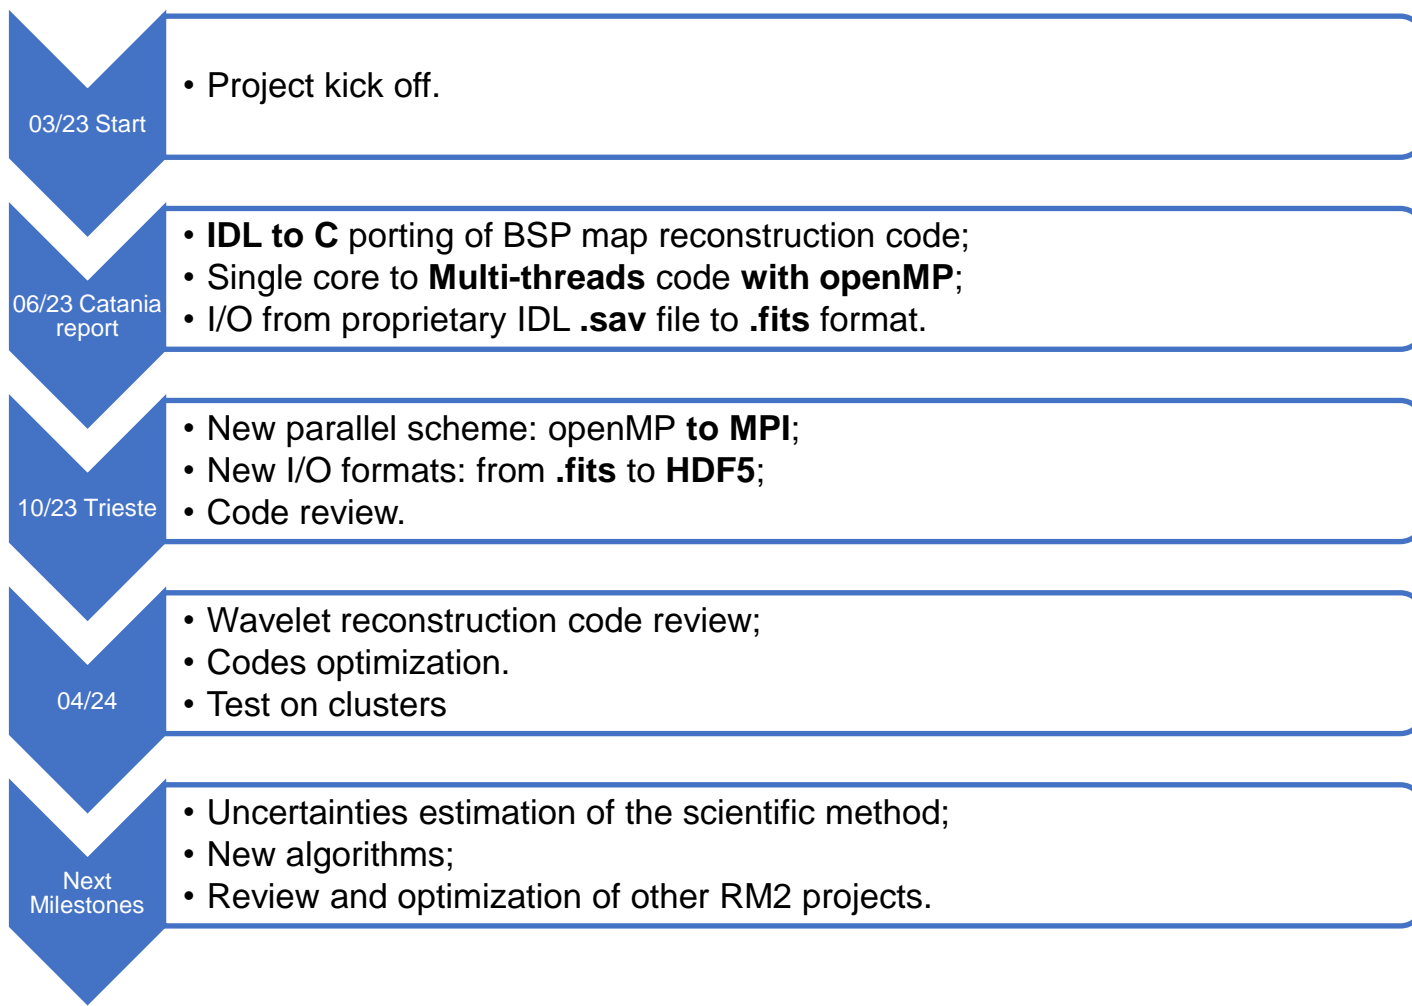 03/23 Start
• Project kick off.
06/23 Catania
report
• IDL to C porting of BSP map reconstruction code;
• Single core to Multi-threads code with openMP;
• I/O from proprietary IDL .sav file to .fits format.
10/23 Trieste
• New parallel scheme: openMP to MPI;
• New I/O formats: from .fits to HDF5;
• Code review.
04/24
• Wavelet reconstruction code review;
• Codes optimization.
• Test on clusters
Next
Milestones
• Uncertainties estimation of the scientific method;
• New algorithms;
• Review and optimization of other RM2 projects.